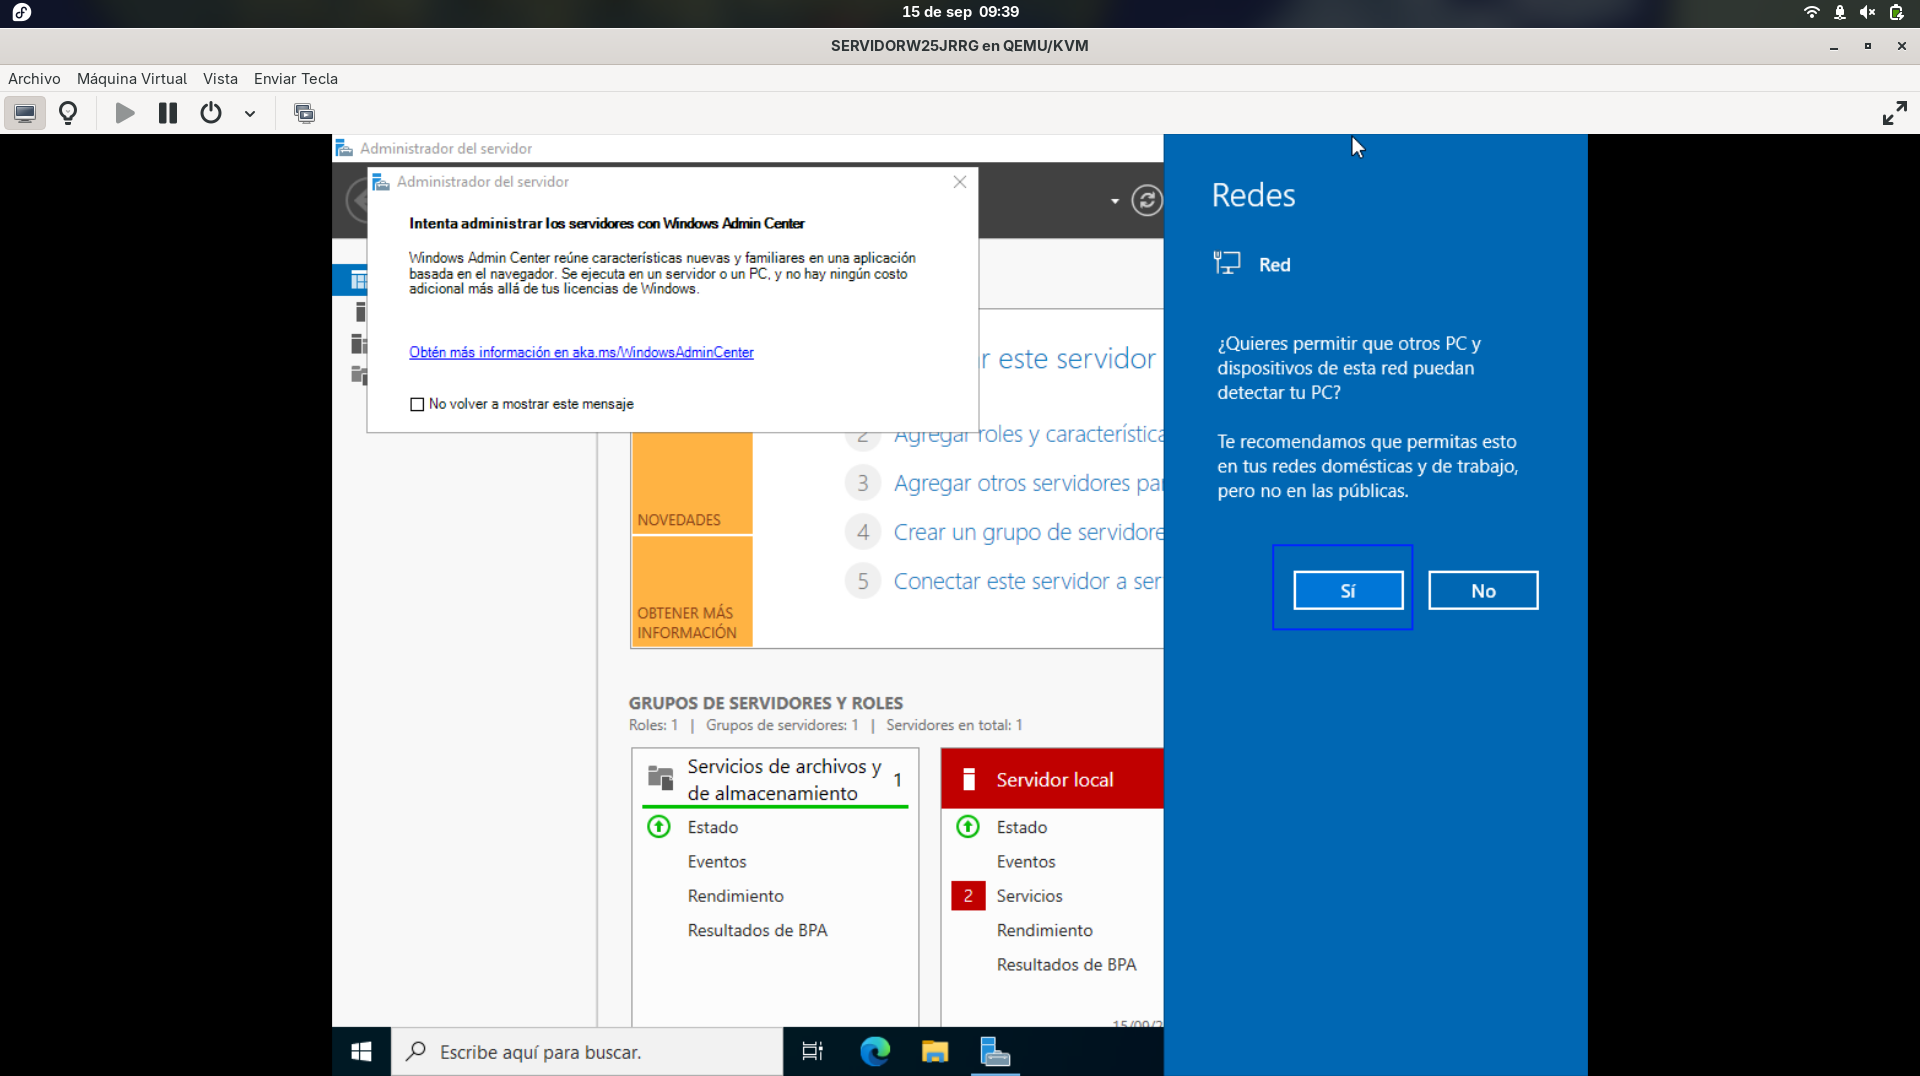 15 de sep 09:39
SERVIDORW25JRRG en QEMU/KVM
Archivo Máquina Virtual Vista Enviar Tecla
Administrador del servidor
Administrador del servidor
Intenta administrar los servidores con Windows Admin Center
Windows Admin Center reúne características nuevas y familiares en una aplicación
basada en el navegador. Se ejecuta en un servidor o un PC, y no hay ningún costo
adicional más allá de tus licencias de Windows.
Obtén más información en aka.ms/WindowsAdminCenter
No volver a mostrar este mensaje
este servidor
2 Agregar roles y característica
3 Agregar otros servidores
4 Crear un grupo de servidore
5 Conectar este servidor a
NOVEDADES
OBTENER MÁS
INFORMACIÓN
GRUPOS DE SERVIDORES Y ROLES
Roles: 1 | Grupos de servidores: 1 | Servidores en total: 1
Servicios de archivos y
de almacenamiento
1
Estado
Eventos
Rendimiento
Resultados de BPA
Servidor local
Estado
Eventos
2 Servicios
Rendimiento
Resultados de BPA
Redes
Red
¿Quieres permitir que otros PC y
dispositivos de esta red puedan
detectar tu PC?
Te recomendamos que permitas esto
en tus redes domésticas y de trabajo,
pero no en las públicas.
Sí No
Escribe aquí para buscar.